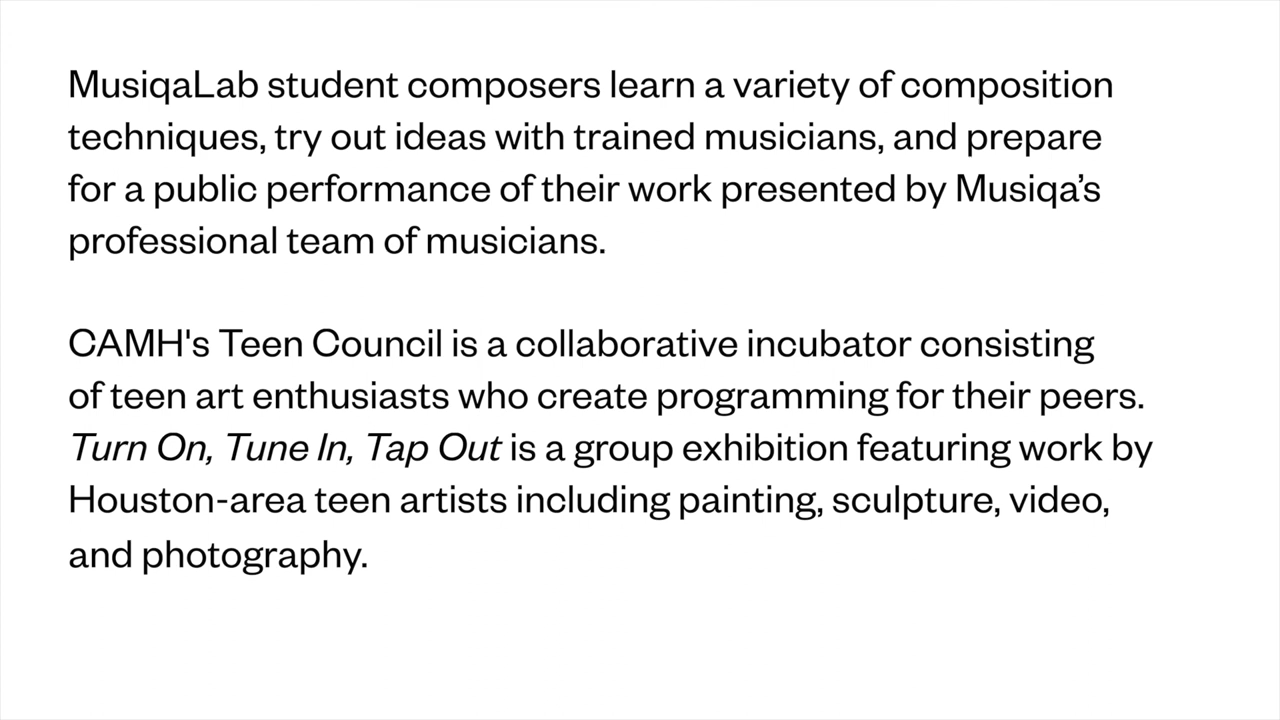 MusiqaLab student composers learn a variety of composition
techniques, try out ideas with trained musicians, and prepare
for a public performance of their work presented by Musiqa’s
professional team of musicians.
CAMH's Teen Council is a collaborative incubator consisting
of teen art enthusiasts who create programming for their peers.
Turn On, Tune In, Tap Out is a group exhibition featuring work by
Houston-area teen artists including painting, sculpture, video,
and photography.